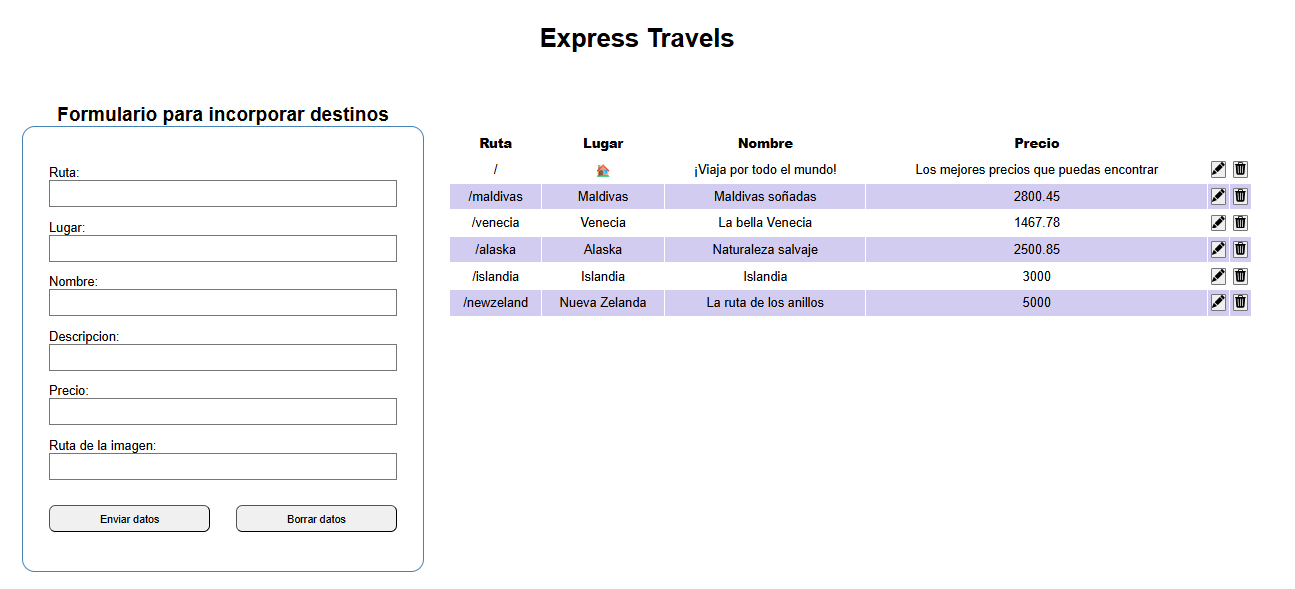 Express Travels
Formulario para incorporar destinos
Ruta:
Lugar:
Nombre:
Descripcion:
Precio:
Ruta de la imagen:
Enviar datos Borrar datos
Ruta Lugar Nombre Precio
/ 🏠 ¡Viaja por todo el mundo! Los mejores precios que puedas encontrar
/maldivas Maldivas Maldivas soñadas 2800.45
/venecia Venecia La bella Venecia 1467.78
/alaska Alaska Naturaleza salvaje 2500.85
/islandia Islandia Islandia 3000
/newzeland Nueva Zelanda La ruta de los anillos 5000